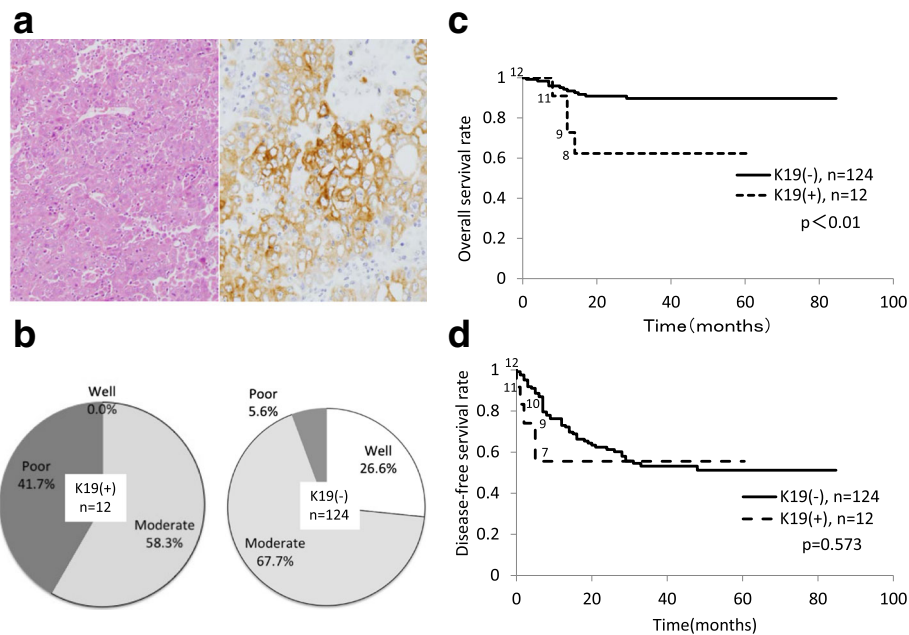 a
b
Well
0.0%
Poor
41.7%
K19(+)
n=12
Moderate
58.3%
Poor
5.6%
Well
26.6%
K19(-)
n=124
Moderate
67.7%
c
Overall servival rate
1
0.8
0.6
0.4
0.2
0
12
11
9
8
K19(-), n=124
K19(+), n=12
p<0.01
0
20
40
60
80
100
Time(months)
d
Disease-free servival rate
1
0.8
0.6
0.4
0.2
0
12
11
10
9
7
K19(-), n=124
K19(+), n=12
p=0.573
0
20
40
60
80
100
Time(months)